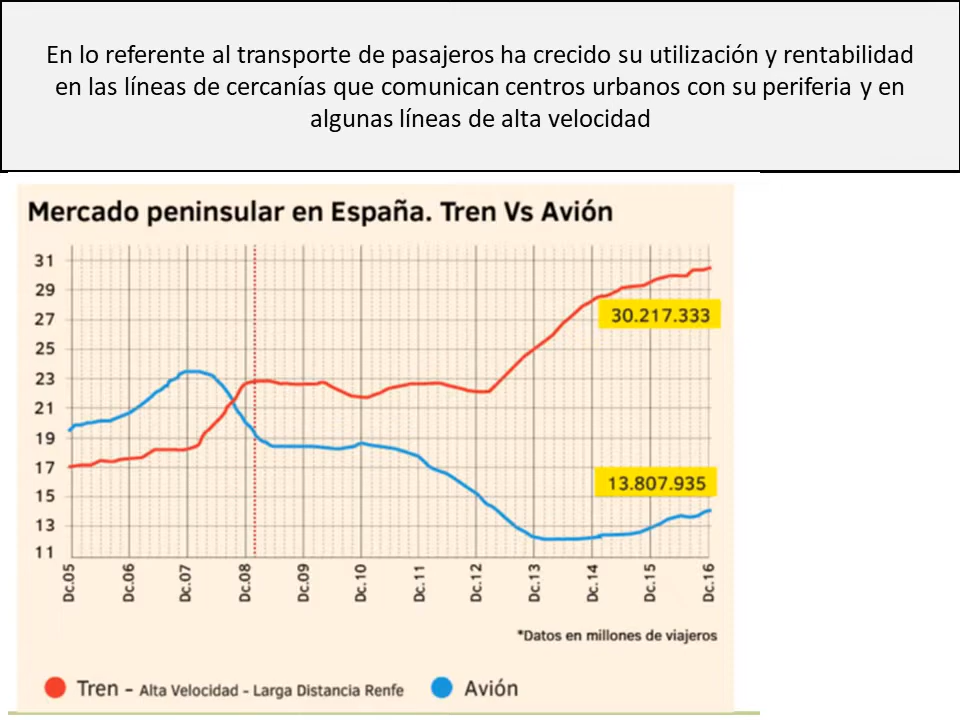 En lo referente al transporte de pasajeros ha crecido su utilización y rentabilidad
en las líneas de cercanías que comunican centros urbanos con su periferia y en
algunas líneas de alta velocidad
Mercado peninsular en España. Tren Vs Avión
31
29
27
25
23
21
19
17
15
13
11
30.217.333
13.807.935
Dc.05
Dc.06
Dc.07
Dc.08
Dc.09
Dc.10
Dc.11
Dc.12
Dc.13
Dc.14
Dc.15
Dc.16
*Datos en millones de viajeros
Tren - Alta Velocidad - Larga Distancia Renfe
Avión